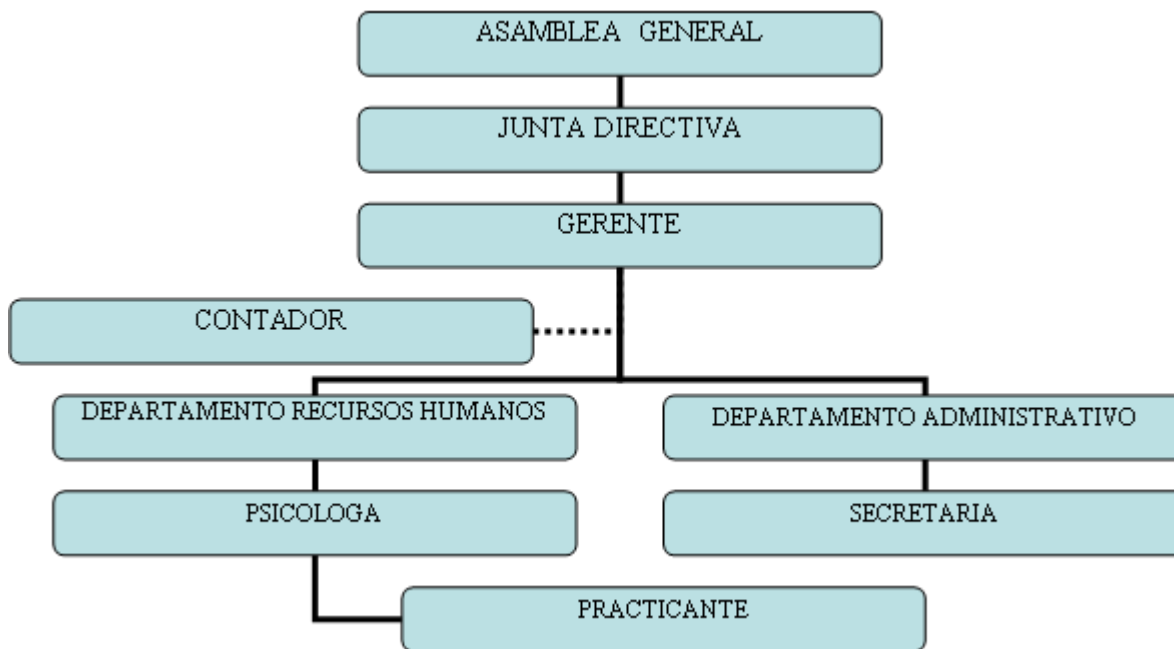 ASAMBLEA GENERAL
JUNTA DIRECTIVA
GERENTE
CONTADOR
DEPARTAMENTO RECURSOS HUMANOS
DEPARTAMENTO ADMINISTRATIVO
PSICOLOGA
SECRETARIA
PRACTICANTE